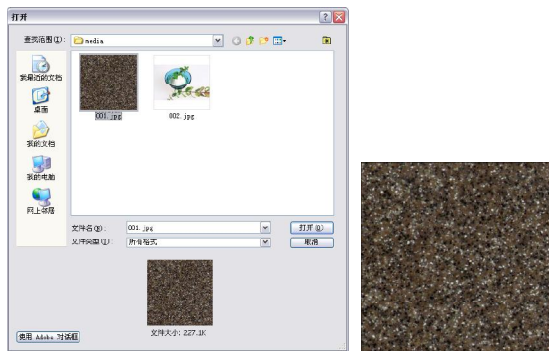 打开
查找范围(I): media
我最近的文档
桌面
我的文档
我的电脑
网上邻居
001.jpg
002.jpg
文件名(N): 001.jpg 打开(O)
文件类型(T): 所有格式 取消
使用 Adobe 对话框
文件大小: 227.1K